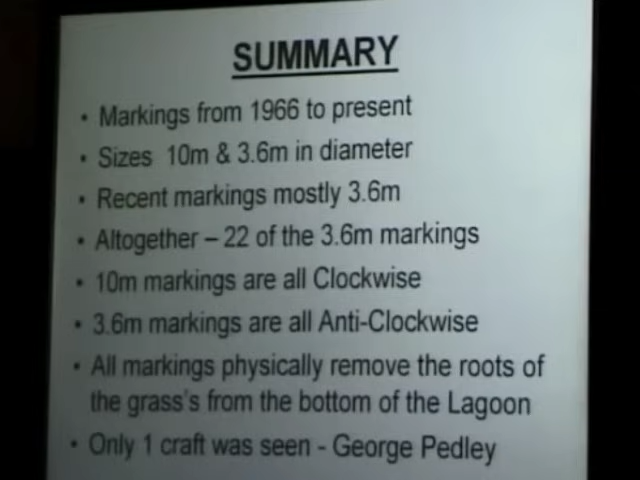 SUMMARY
• Markings from 1966 to present
• Sizes 10m & 3.6m in diameter
• Recent markings mostly 3.6m
• Altogether – 22 of the 3.6m markings
• 10m markings are all Clockwise
• 3.6m markings are all Anti-Clockwise
• All markings physically remove the roots of
the grass's from the bottom of the Lagoon
• Only 1 craft was seen - George Pedley